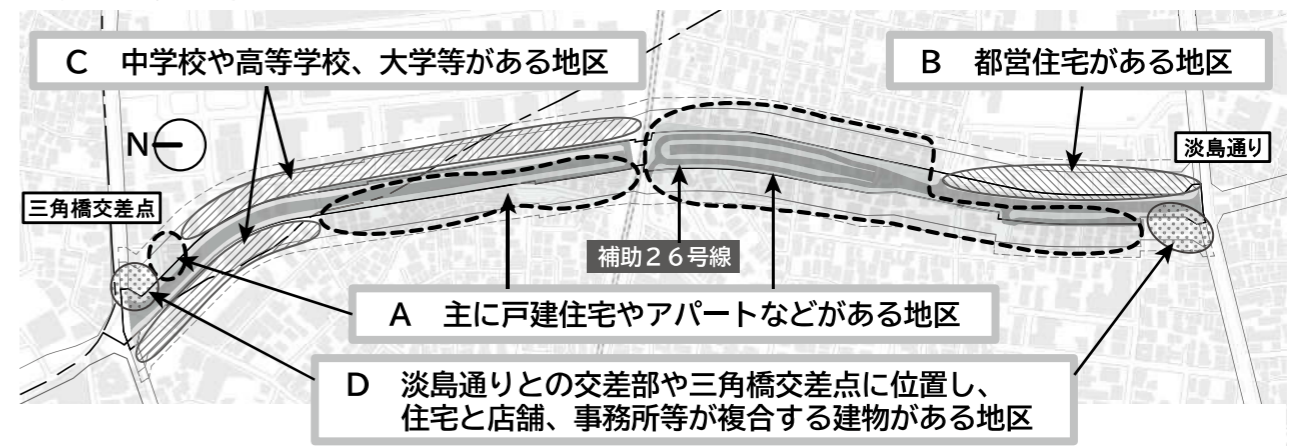 C　中学校や高等学校、大学等がある地区
B　都営住宅がある地区
N
淡島通り
三角橋交差点
補助２６号線
A　主に戸建住宅やアパートなどがある地区
D　淡島通りとの交差部や三角橋交差点に位置し、
住宅と店舗、事務所等が複合する建物がある地区